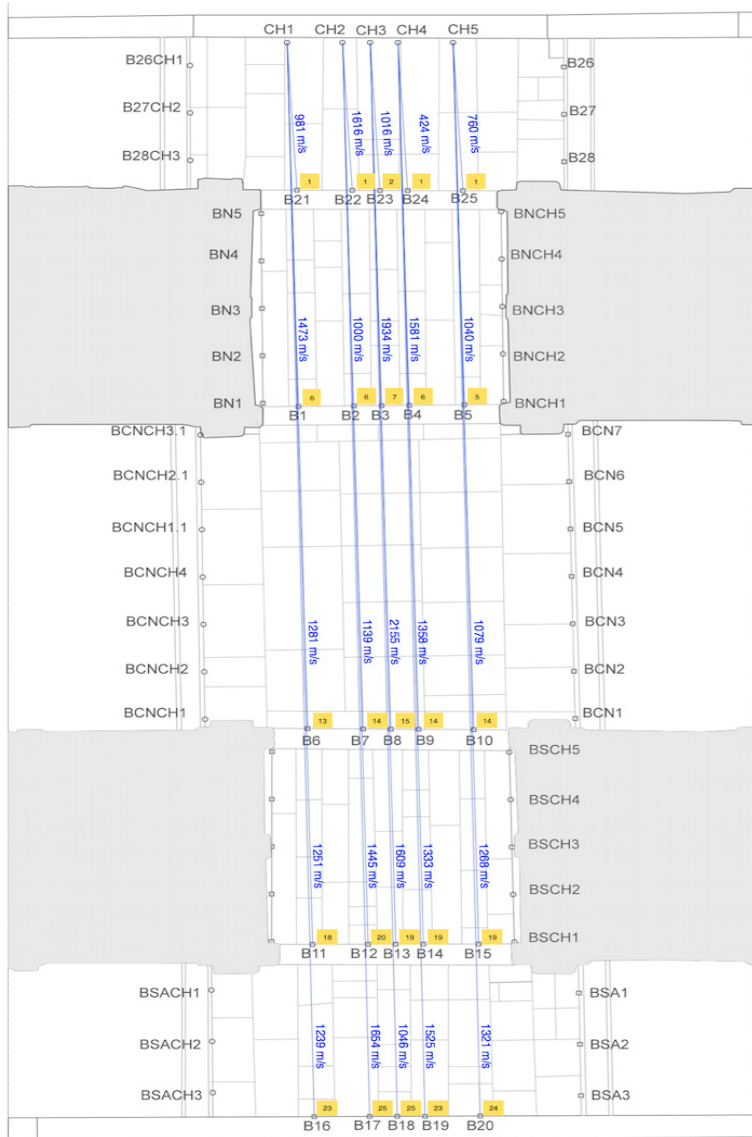 CH1 CH2 CH3 CH4 CH5
B26CH1 B26
B27CH2 B27
981 m/s 1616 m/s 1016 m/s 424 m/s 760 m/s
B28CH3 B28
1 1 2 1 1
B21 B22 B23 B24 B25
BN5 BNCH5
BN4 BNCH4
BN3 BNCH3
1473 m/s 1000 m/s 1934 m/s 1581 m/s 1040 m/s
BN2 BNCH2
6 6 7 6 5
BN1 BNCH1
B1 B2 B3 B4 B5
BCNCH3.1 BCN7
BCNCH2.1 BCN6
BCNCH1.1 BCN5
BCNCH4 BCN4
BCNCH3 BCN3
1281 m/s 1139 m/s 2155 m/s 1358 m/s 1079 m/s
BCNCH2 BCN2
BCNCH1 BCN1
13 14 15 14 14
B6 B7 B8 B9 B10
BSCH5
BSCH4
BSCH3
1251 m/s 1445 m/s 1609 m/s 1333 m/s 1268 m/s
BSCH2
18 20 19 19 19
BSCH1
B11 B12 B13 B14 B15
BSACH1 BSA1
BSACH2 BSA2
1239 m/s 1654 m/s 1046 m/s 1525 m/s 1321 m/s
BSACH3 BSA3
23 25 25 23 24
B16 B17 B18 B19 B20